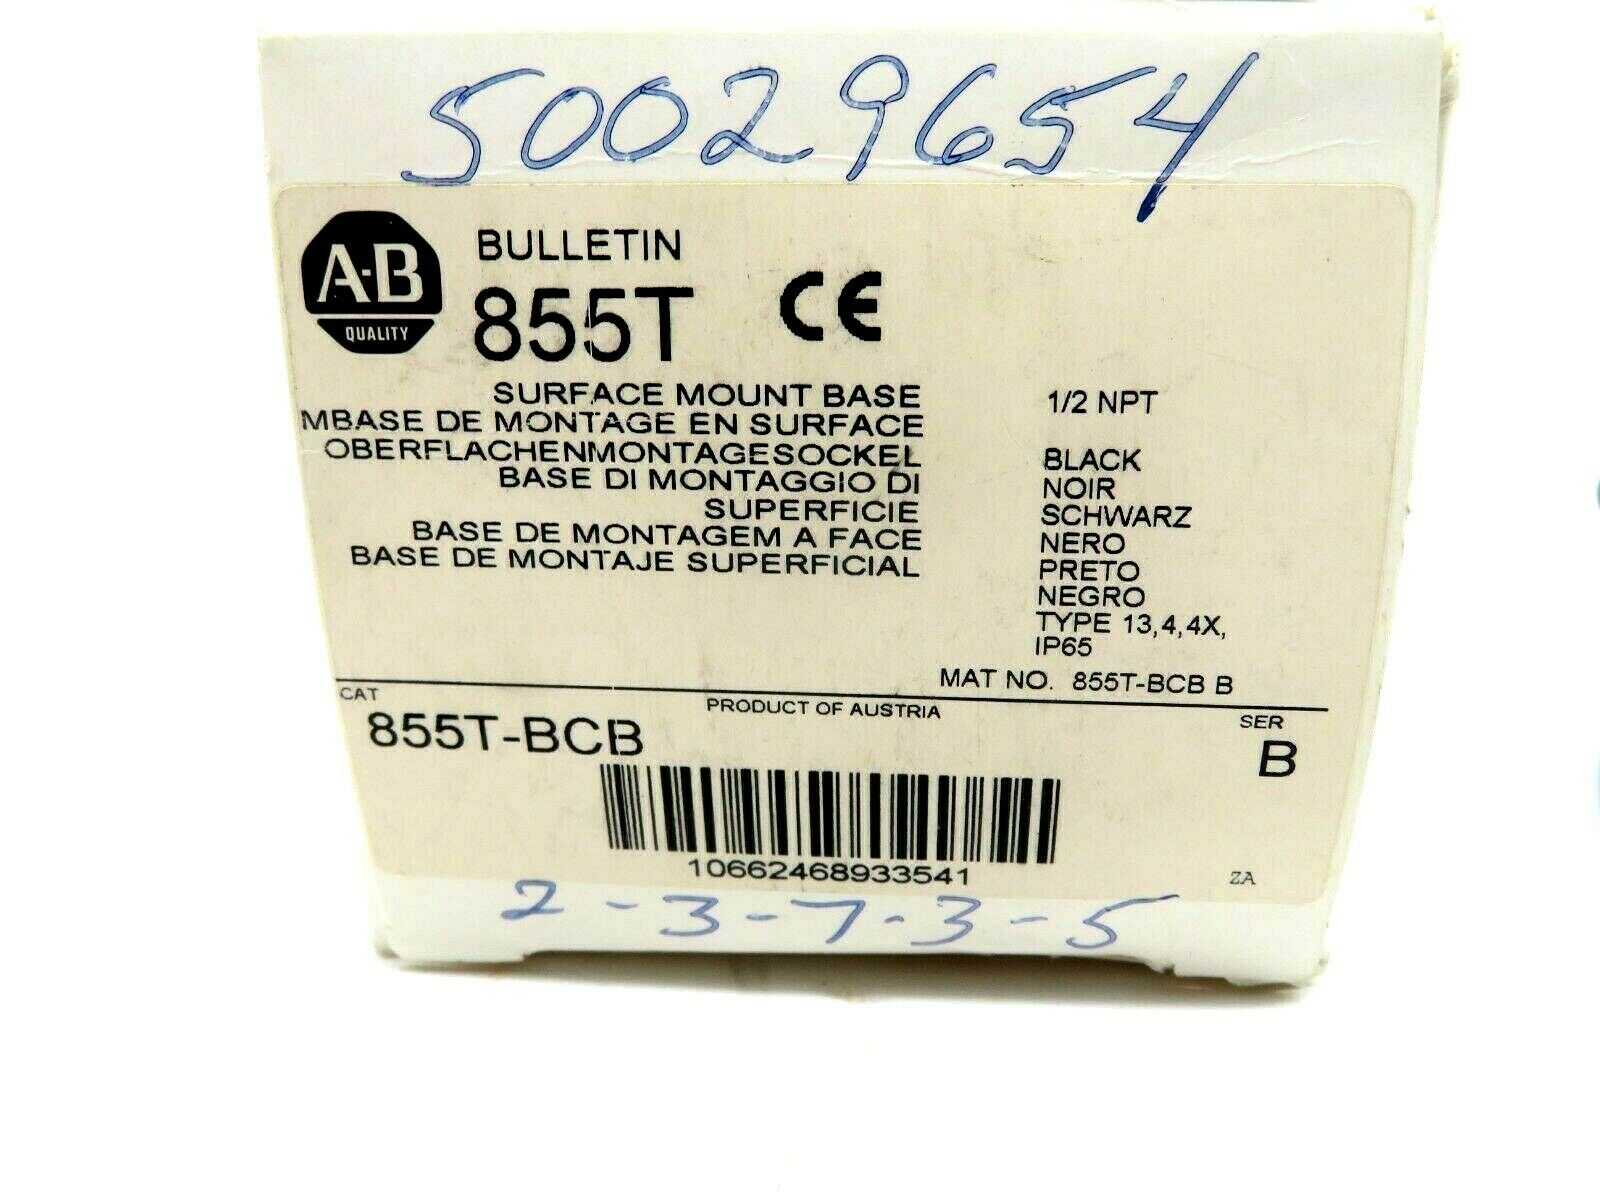 50029654
A-B
QUALITY
BULLETIN
855T
CE
SURFACE MOUNT BASE
MBASE DE MONTAGE EN SURFACE
OBERFLACHENMONTAGESOCKEL
BASE DI MONTAGGIO DI
SUPERFICIE
BASE DE MONTAGEM A FACE
BASE DE MONTAJE SUPERFICIAL
1/2 NPT
BLACK
NOIR
SCHWARZ
NERO
PRETO
NEGRO
TYPE 13,4,4X,
IP65
MAT NO. 855T-BCB B
CAT
855T-BCB
PRODUCT OF AUSTRIA
SER
B
10662468933541
ZA
2-3-7-3-5